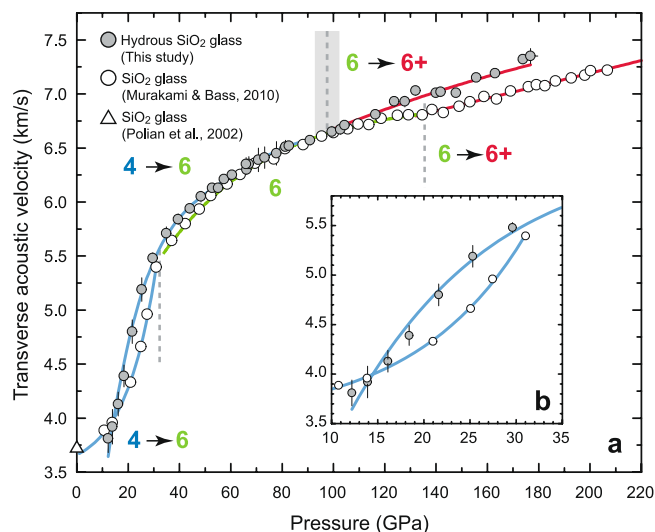 7.5
7.0
6.5
6.0
5.5
5.0
4.5
4.0
3.5
Transverse acoustic velocity (km/s)
Hydrous SiO2 glass
(This study)
SiO2 glass
(Murakami & Bass, 2010)
SiO2 glass
(Polian et al., 2002)
6 → 6+
4 → 6
6
6 → 6+
4 → 6
5.5
5.0
4.5
4.0
3.5
10 15 20 25 30 35
b
a
0 20 40 60 80 100 120 140 160 180 200 220
Pressure (GPa)